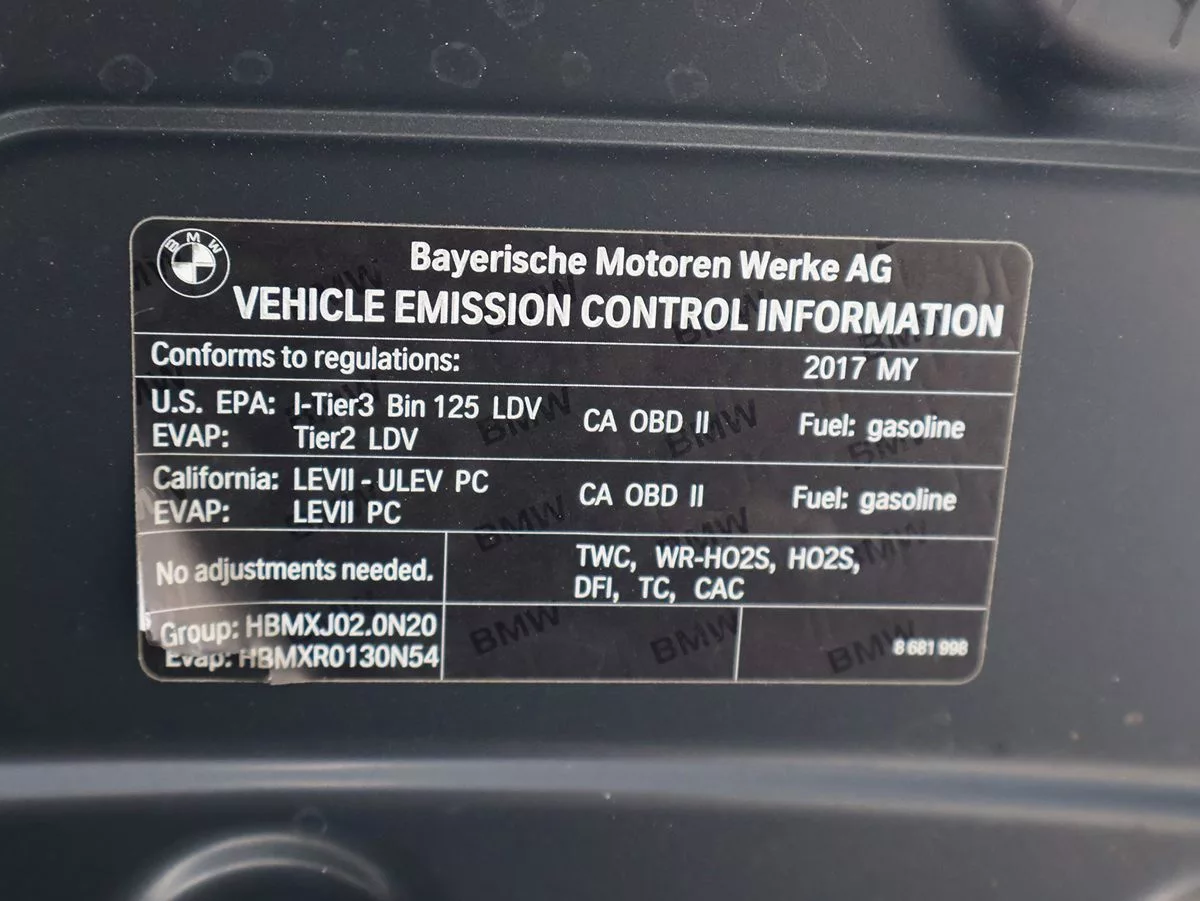 BMW
Bayerische Motoren Werke AG
VEHICLE EMISSION CONTROL INFORMATION
Conforms to regulations: 2017 MY
U.S. EPA: I-Tier3 Bin 125 LDV CA OBD II Fuel: gasoline
EVAP: Tier2 LDV
California: LEVII - ULEV PC CA OBD II Fuel: gasoline
EVAP: LEVII PC
No adjustments needed.
TWC, WR-HO2S, HO2S,
DFI, TC, CAC
Group: HBMXJ02.0N20
Evap: HBMXR0130N54
8 681 998